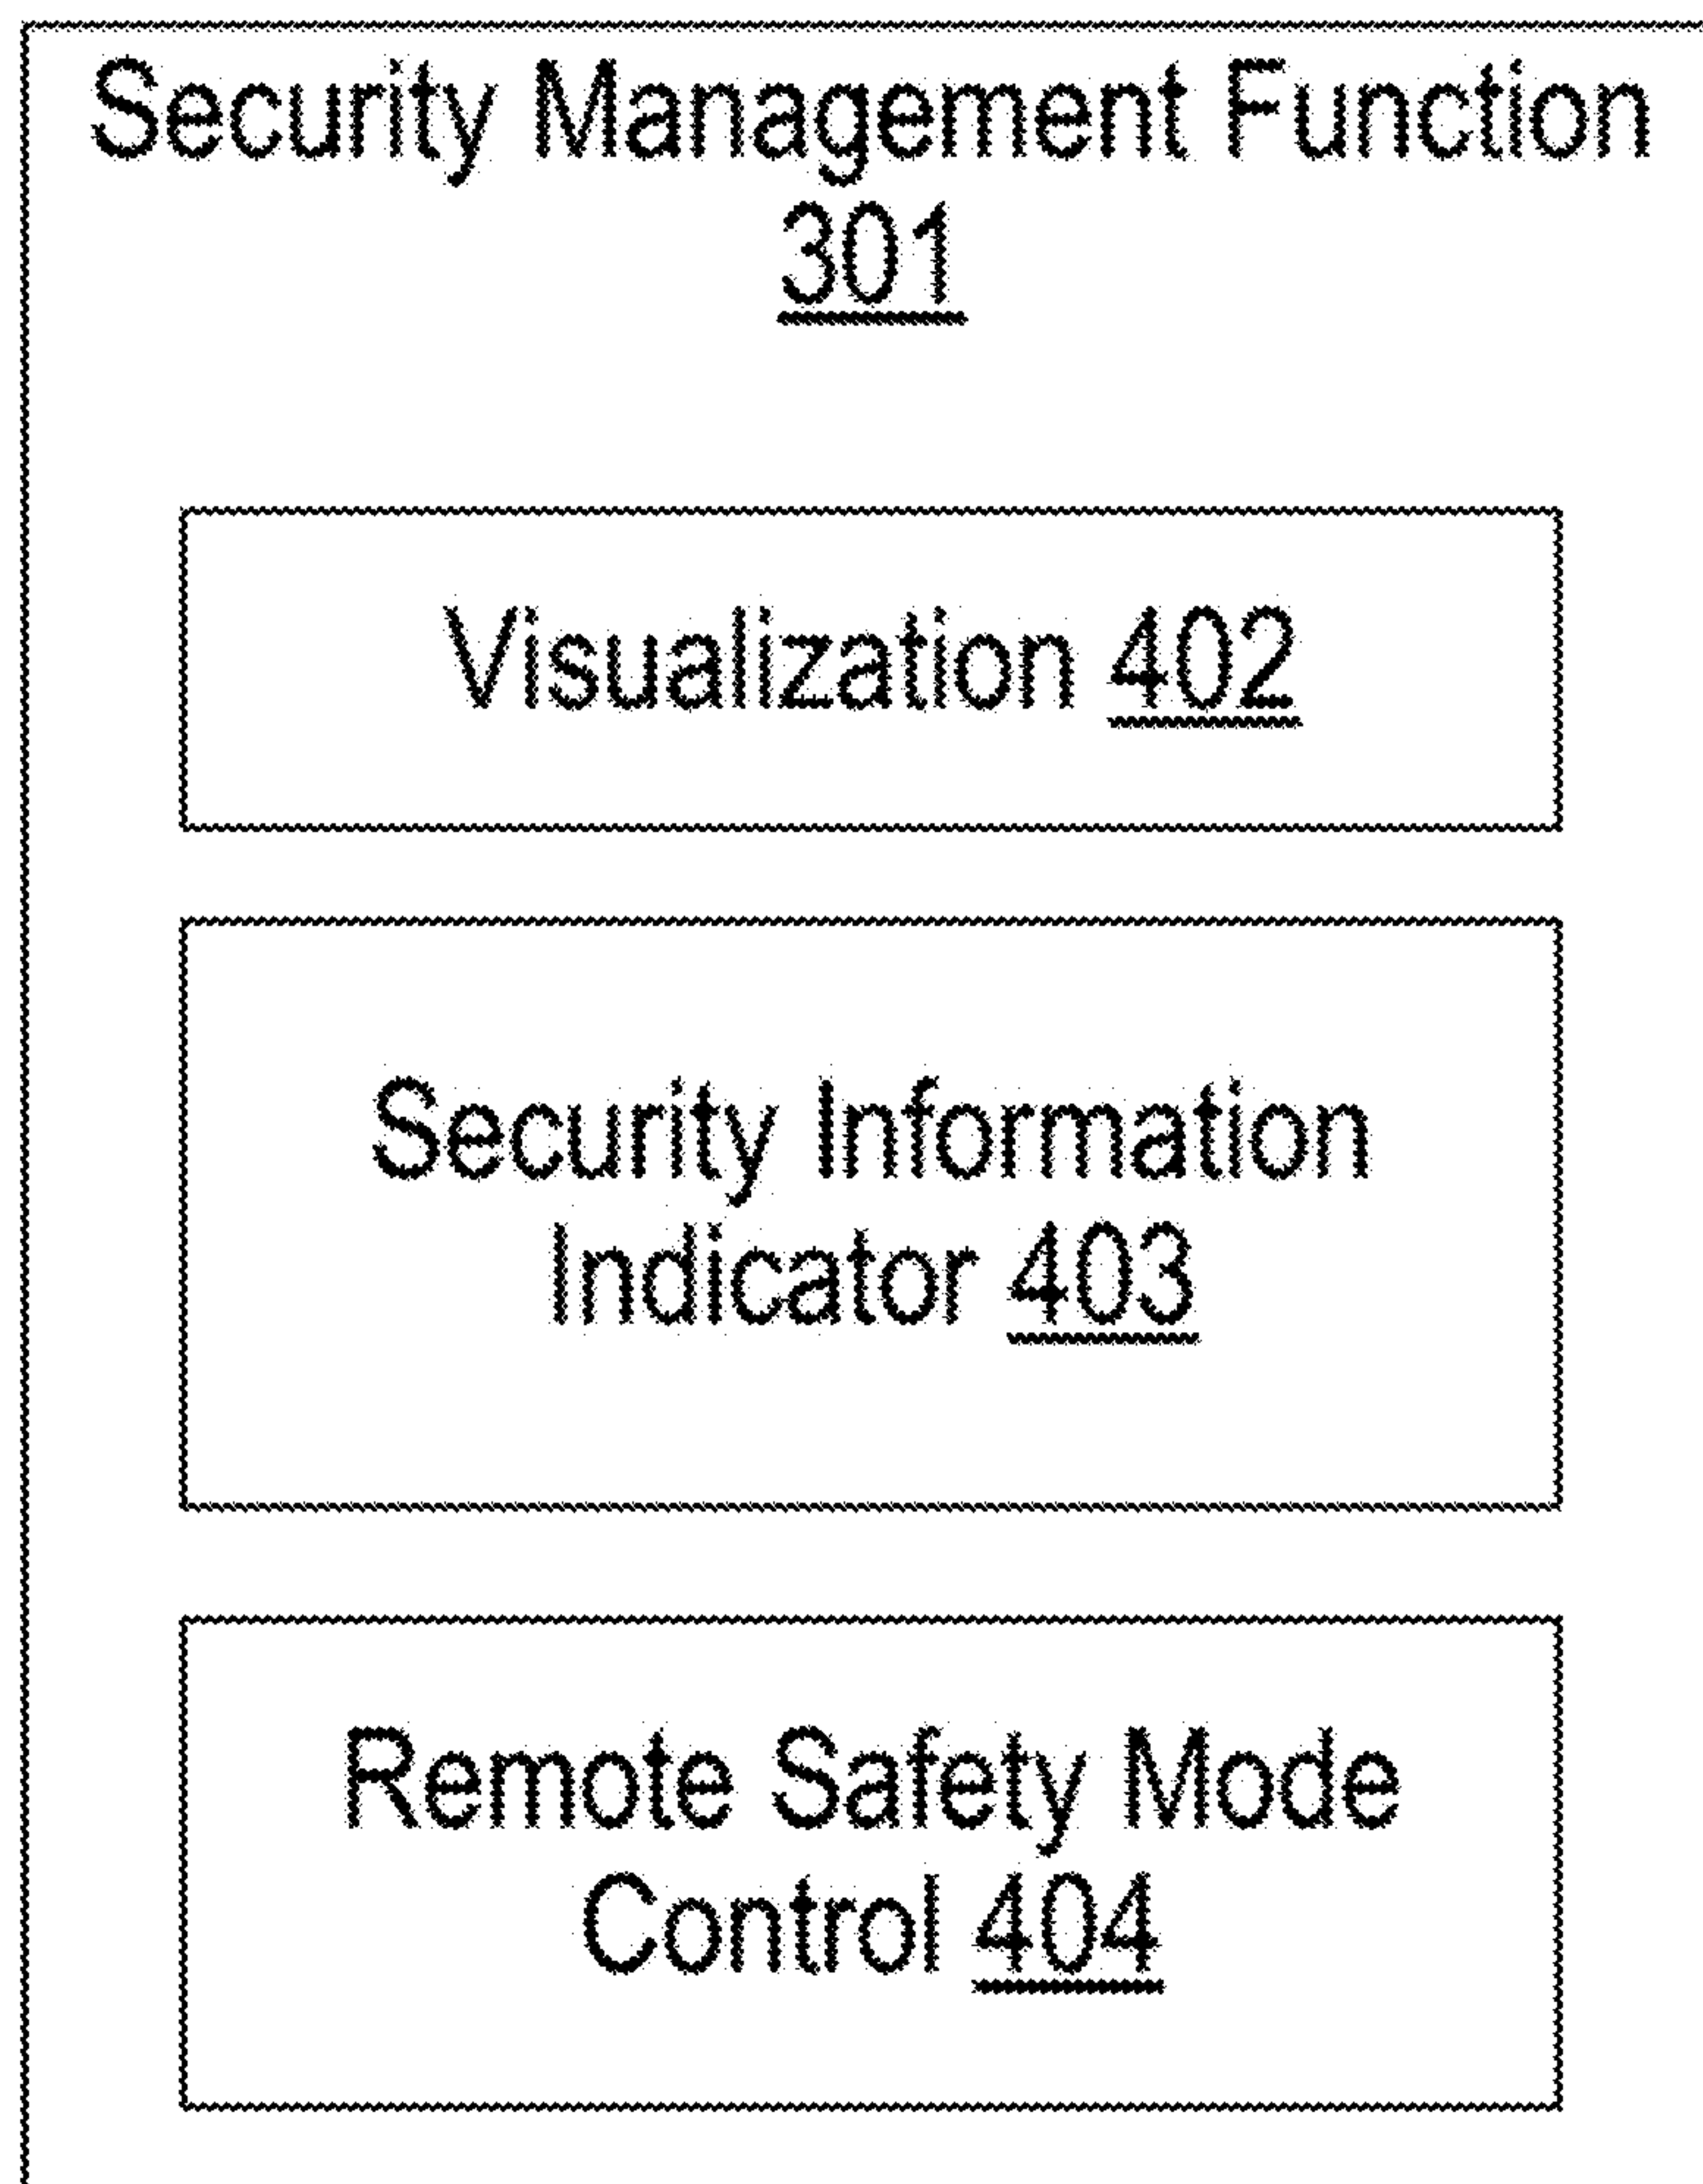 Security Management Function
301
Visualization 402
Security Information
Indicator 403
Remote Safety Mode
Control 404